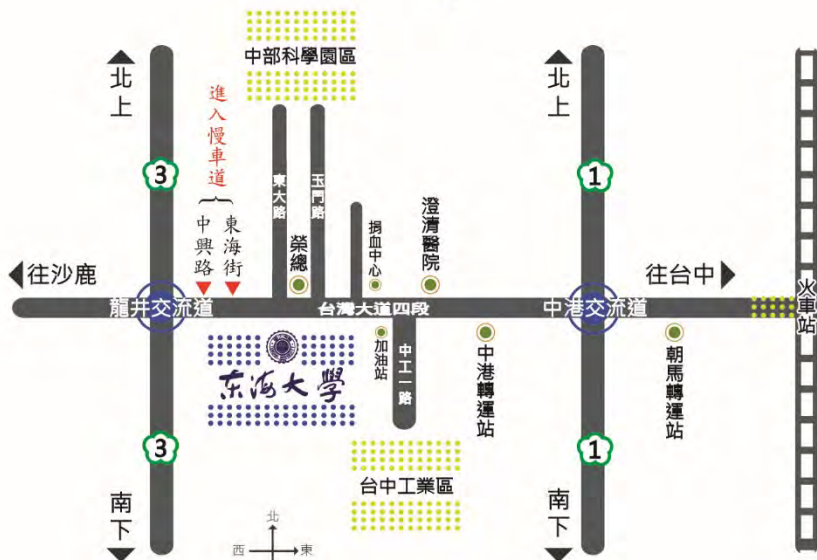 中部科學園區
北上
北上
進入慢車道
3
1
東大路
玉門路
中興路
東海街
榮總
捐血中心
澄清醫院
往沙鹿
往台中
龍井交流道
台灣大道四段
中港交流道
火車站
东海大學
加油站
中工一路
中港轉運站
朝馬轉運站
3
1
台中工業區
南下
南下
北
西
東